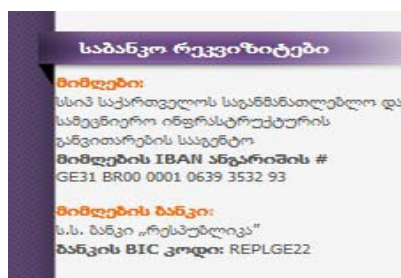 საბანკო რეკვიზიტები
მიმღები:
სსიპ საქართველოს საგანმანათლებლო და
სამეცნიერო ინფრასტრუქტურის
განვითარების სააგენტო
მიმღების IBAN ანგარიშის #
GE31 BR00 0001 0639 3532 93
მიმღების ბანკი:
ს.ს. ბანკი „რესპუბლიკა”
ბანკის BIC კოდი: REPLGE22